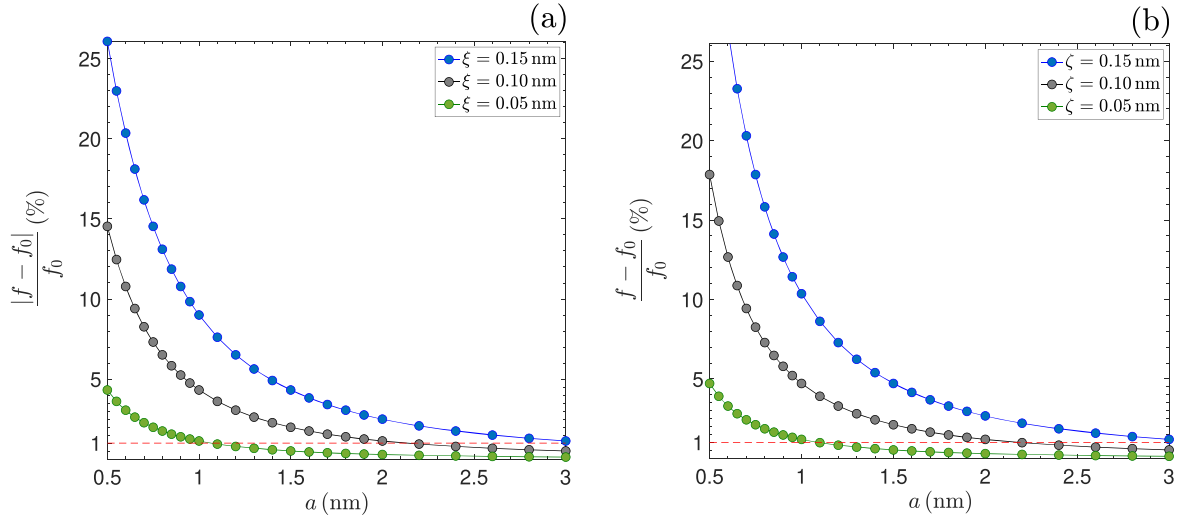 (a)
ξ = 0.15 nm
ξ = 0.10 nm
ξ = 0.05 nm
25
20
15
10
5
1
|f − f₀|
f₀
(%)
0.5
1
1.5
2
2.5
3
a (nm)
(b)
ζ = 0.15 nm
ζ = 0.10 nm
ζ = 0.05 nm
25
20
15
10
5
1
f − f₀
f₀
(%)
0.5
1
1.5
2
2.5
3
a (nm)